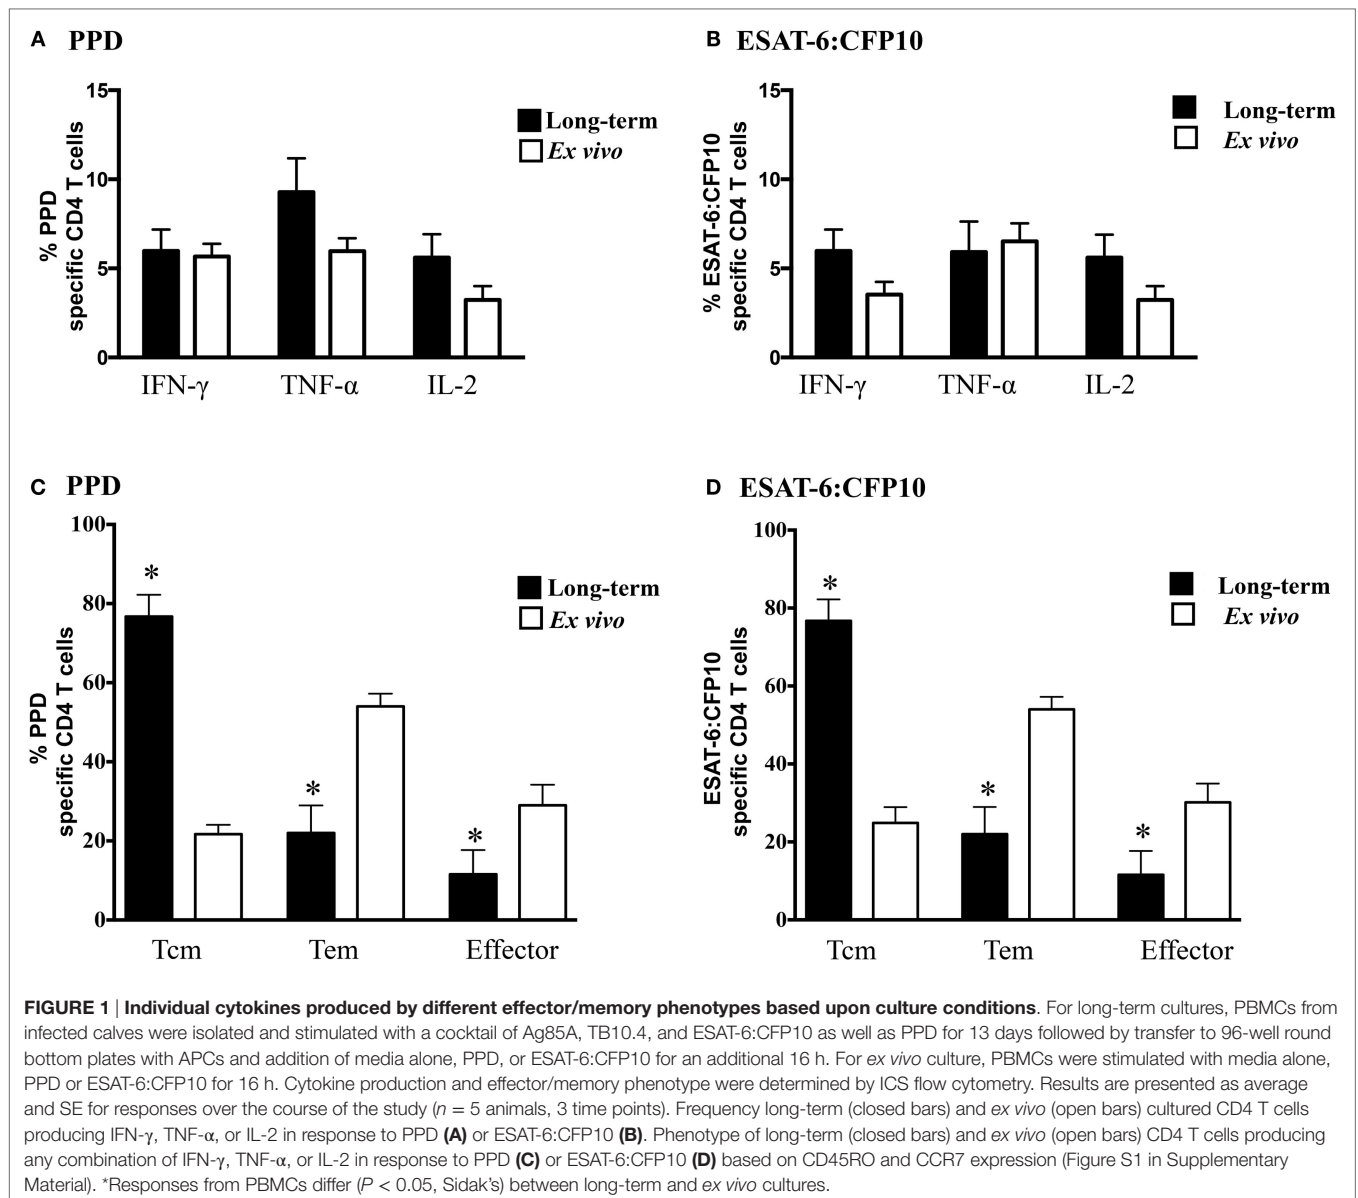 A PPD
15
10
5
0
% PPD
specific CD4 T cells
Long-term
Ex vivo
IFN-γ TNF-α IL-2
B ESAT-6:CFP10
15
10
5
0
% ESAT-6:CFP10
specific CD4 T cells
Long-term
Ex vivo
IFN-γ TNF-α IL-2
C PPD
100
80
60
40
20
0
% PPD
specific CD4 T cells
*
*
*
Long-term
Ex vivo
Tcm Tem Effector
D ESAT-6:CFP10
100
80
60
40
20
0
ESAT-6:CFP10
specific CD4 T cells
*
*
*
Long-term
Ex vivo
Tcm Tem Effector
FIGURE 1 | Individual cytokines produced by different effector/memory phenotypes based upon culture conditions. For long-term cultures, PBMCs from
infected calves were isolated and stimulated with a cocktail of Ag85A, TB10.4, and ESAT-6:CFP10 as well as PPD for 13 days followed by transfer to 96-well round
bottom plates with APCs and addition of media alone, PPD, or ESAT-6:CFP10 for an additional 16 h. For ex vivo culture, PBMCs were stimulated with media alone,
PPD or ESAT-6:CFP10 for 16 h. Cytokine production and effector/memory phenotype were determined by ICS flow cytometry. Results are presented as average
and SE for responses over the course of the study (n = 5 animals, 3 time points). Frequency long-term (closed bars) and ex vivo (open bars) cultured CD4 T cells
producing IFN-γ, TNF-α, or IL-2 in response to PPD (A) or ESAT-6:CFP10 (B). Phenotype of long-term (closed bars) and ex vivo (open bars) CD4 T cells producing
any combination of IFN-γ, TNF-α, or IL-2 in response to PPD (C) or ESAT-6:CFP10 (D) based on CD45RO and CCR7 expression (Figure S1 in Supplementary
Material). *Responses from PBMCs differ (P < 0.05, Sidak's) between long-term and ex vivo cultures.